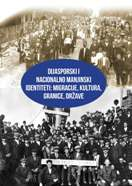 DIJASPORSKI I
NACIONALNO MANJINSKI
IDENTITETI: MIGRACIJE, KULTURA,
GRANICE, DRŽAVE